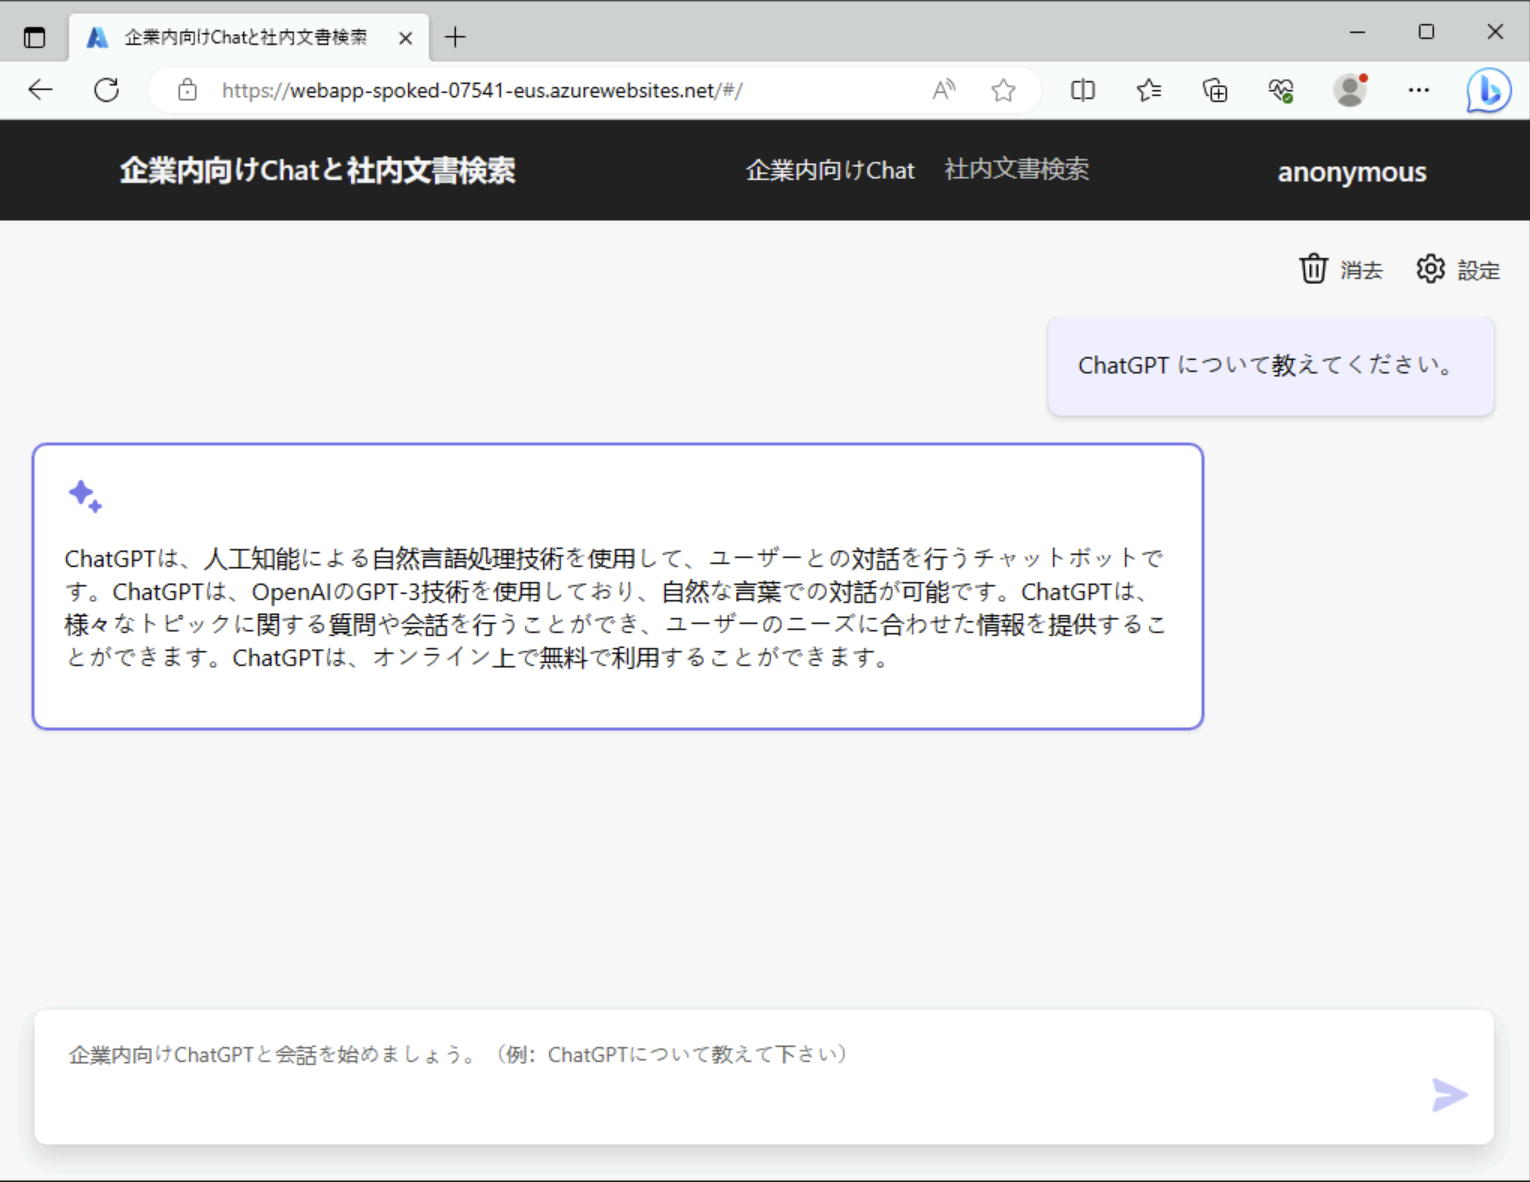 企業内向けChatと社内文書検索
https://webapp-spoked-07541-eus.azurewebsites.net/#/
企業内向けChatと社内文書検索 企業内向けChat 社内文書検索 anonymous
消去 設定
ChatGPT について教えてください。
ChatGPTは、人工知能による自然言語処理技術を使用して、ユーザーとの対話を行うチャットボットで
す。ChatGPTは、OpenAIのGPT-3技術を使用しており、自然な言葉での対話が可能です。ChatGPTは、
様々なトピックに関する質問や会話を行うことができ、ユーザーのニーズに合わせた情報を提供するこ
とができます。ChatGPTは、オンライン上で無料で利用することができます。
企業内向けChatGPTと会話を始めましょう。（例：ChatGPTについて教えて下さい）